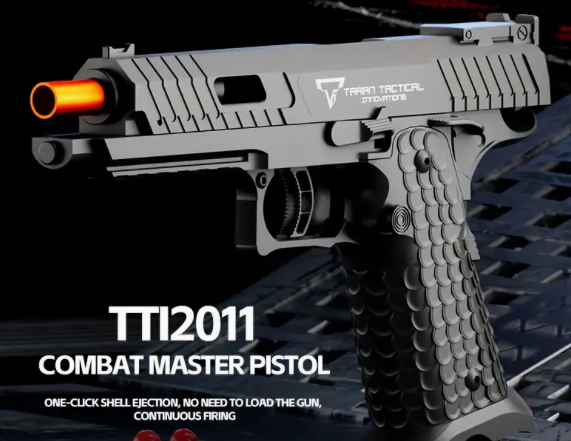 TARAN TACTICAL
INNOVATIONS
TTI2011
COMBAT MASTER PISTOL
ONE-CLICK SHELL EJECTION, NO NEED TO LOAD THE GUN,
CONTINUOUS FIRING